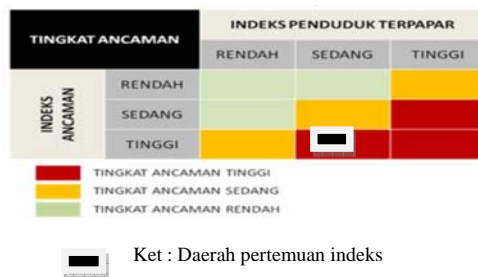 TINGKAT ANCAMAN
INDEKS PENDUDUK TERPAPAR
RENDAH SEDANG TINGGI
INDEKS ANCAMAN
RENDAH
SEDANG
TINGGI
TINGKAT ANCAMAN TINGGI
TINGKAT ANCAMAN SEDANG
TINGKAT ANCAMAN RENDAH
Ket : Daerah pertemuan indeks